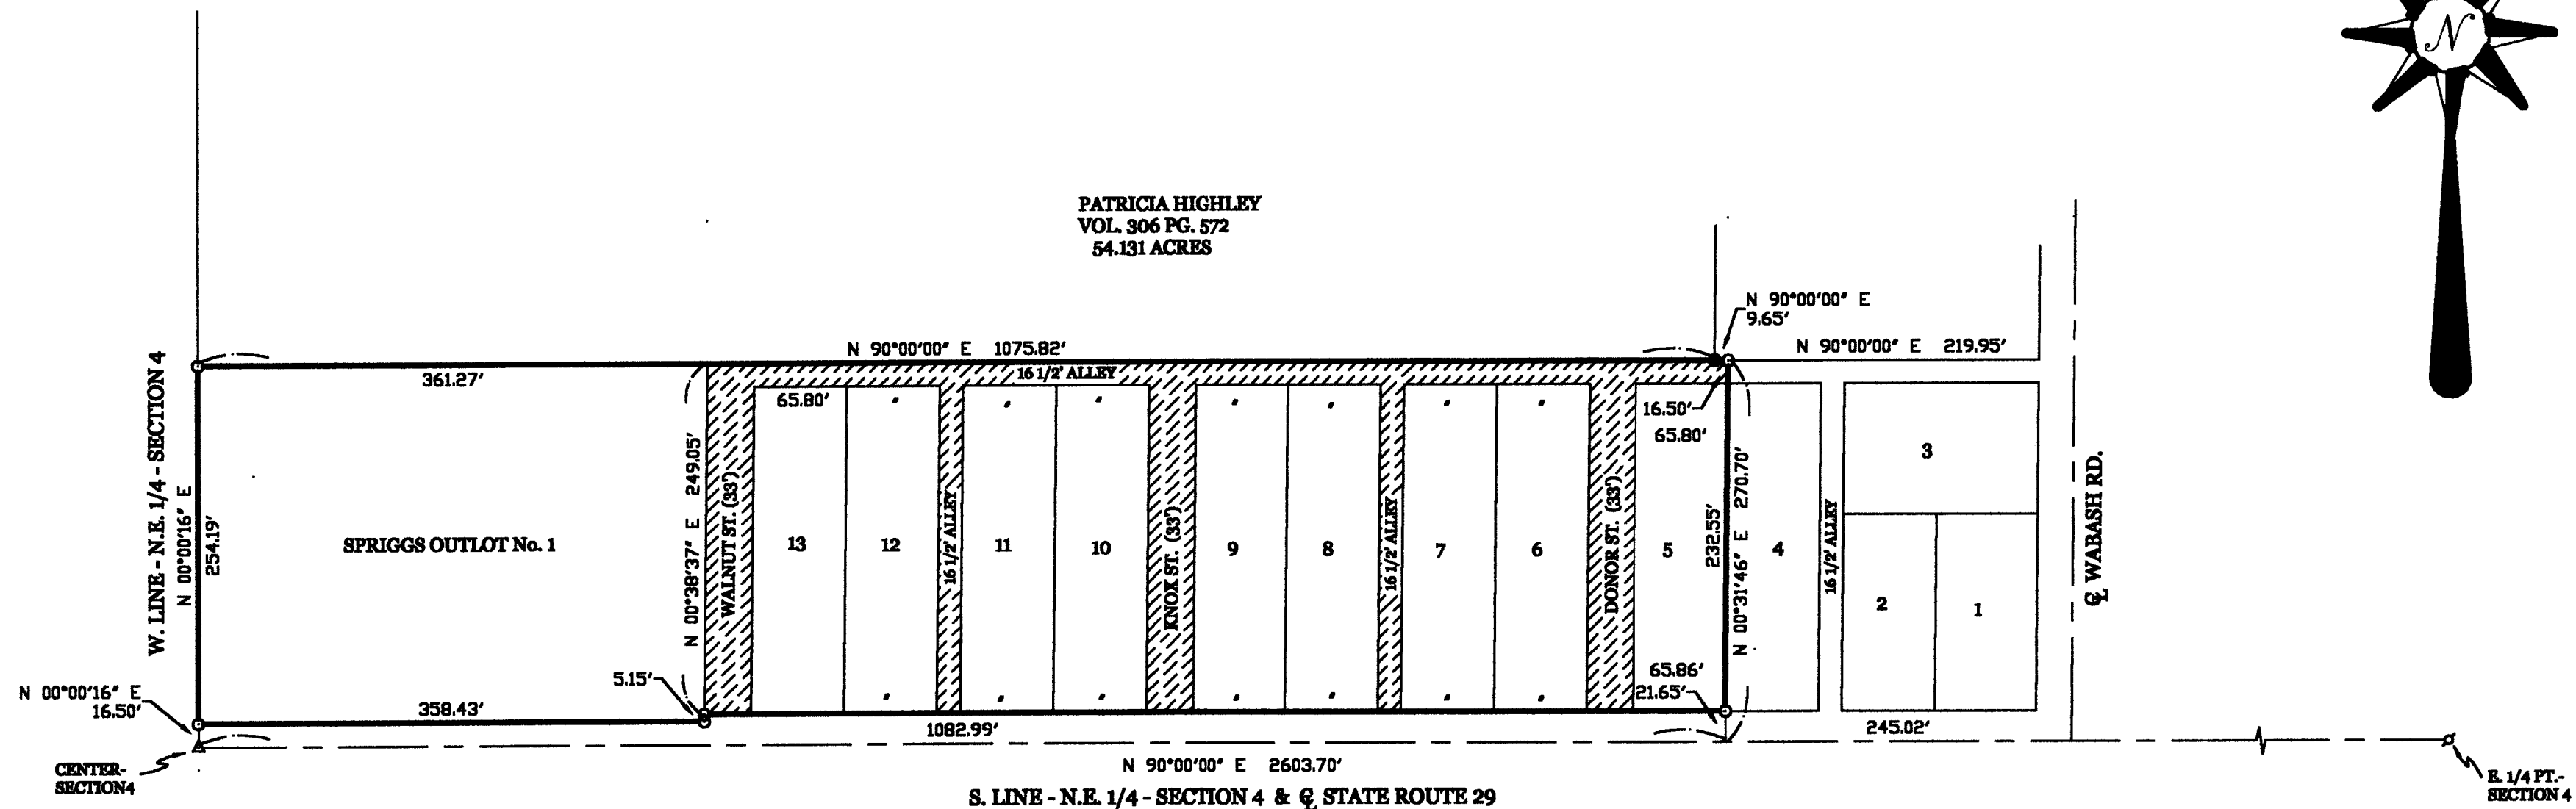 N
PATRICIA HIGHLEY
VOL. 306 PG. 572
54.131 ACRES
N 90°00'00" E
9.65'
N 90°00'00" E 1075.82'
N 90°00'00" E 219.95'
361.27'
16 1/2' ALLEY
65.80'
"
"
"
"
"
"
"
16.50'
65.80'
W. LINE - N.E. 1/4 - SECTION 4
N 00°00'16" E
254.19'
SPRIGGS OUTLOT No. 1
N 00°38'37" E 249.05'
WALNUT ST. (33')
13
12
16 1/2' ALLEY
11
10
KNOX ST. (33')
9
8
16 1/2' ALLEY
7
6
DONOR ST. (33')
5
232.55'
N 00°31'46" E 270.70'
4
16 1/2' ALLEY
3
2
1
℄ WABASH RD.
N 00°00'16" E
16.50'
5.15'
"
"
"
"
"
"
"
65.86'
21.65'
358.43'
1082.99'
245.02'
CENTER-
SECTION4
N 90°00'00" E 2603.70'
E. 1/4 PT.-
SECTION 4
S. LINE - N.E. 1/4 - SECTION 4 & ℄ STATE ROUTE 29